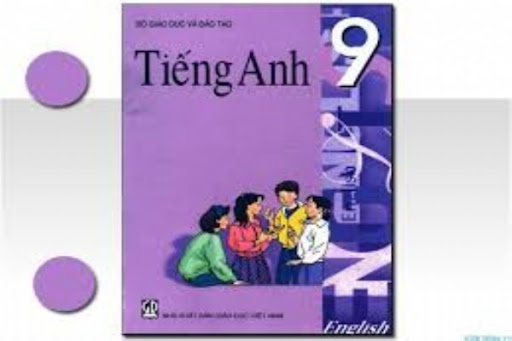 BỘ GIÁO DỤC VÀ ĐÀO TẠO
Tiếng Anh 9
NHÀ XUẤT BẢN GIÁO DỤC VIỆT NAM
English